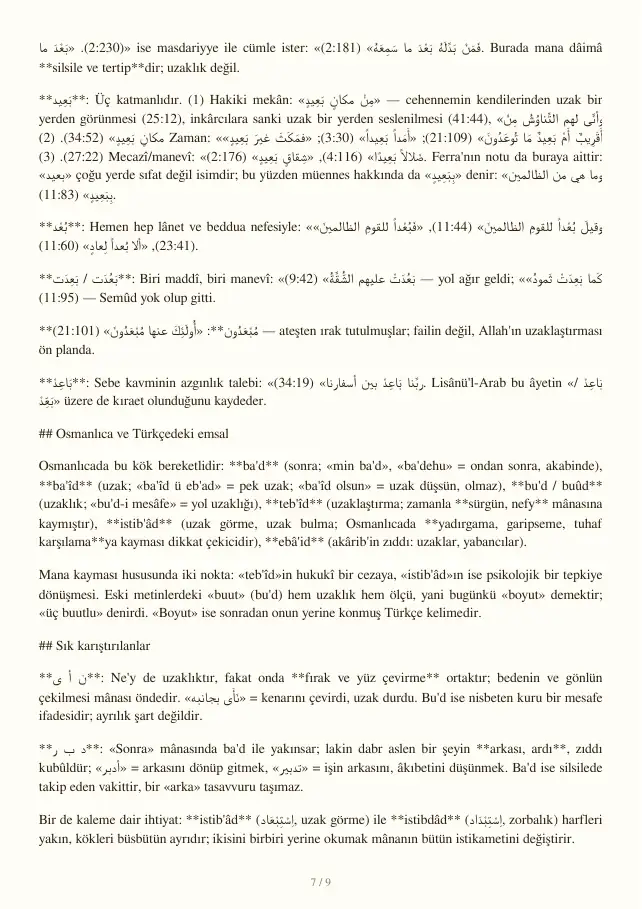 بَعْدَ ما» (2:230)». ise masdariyye ile cümle ister: «فَمَنْ بَدَّلَهُ بَعْدَ ما سَمِعَهُ» (2:181). Burada mana dâimâ
**silsile ve tertip**dir; uzaklık değil.
**بَعِيد**: Üç katmanlıdır. (1) Hakiki mekân: «مِنْ مكانٍ بَعِيدٍ» — cehennemin kendilerinden uzak bir
yerden görünmesi (25:12), inkârcılara sanki uzak bir yerden seslenilmesi (41:44), «وأنّى لهم التّناوُشُ مِنْ
مكانٍ بَعِيدٍ» (34:52). (2) Zaman: «أَقَرِيبٌ أَمْ بَعِيدٌ مَا تُوعَدُونَ» (21:109); «أَمَداً بَعِيداً» (3:30); «فمَكَثَ غيرَ بَعِيدٍ»
(27:22). (3) Mecazî/manevî: «شِقاقٍ بَعِيدٍ» (2:176), «ضلالاً بَعِيدًا» (4:116). Ferra'nın notu da buraya aittir:
«بعيد» çoğu yerde sıfat değil isimdir; bu yüzden müennes hakkında da «بِبَعِيدٍ» denir: «وما هي من الظالمين
بِبَعِيدٍ» (11:83).
**بُعْد**: Hemen hep lânet ve beddua nefesiyle: «وقيلَ بُعْداً للقومِ الظالمينَ» (11:44), «فَبُعْداً للقومِ الظالمينَ»
(23:41), «ألا بُعداً لِعادٍ» (11:60).
**بَعُدَت / بَعِدَت**: Biri maddî, biri manevî: «بَعُدَتْ عليهم الشُّقّةُ» (9:42) — yol ağır geldi; «كَما بَعِدَتْ ثَمودُ»
(11:95) — Semûd yok olup gitti.
**مُبْعَدُون**: «أُولَئِكَ عنها مُبْعَدُونَ» (21:101) — ateşten ırak tutulmuşlar; failin değil, Allah'ın uzaklaştırması
ön planda.
**بَاعِدْ**: Sebe kavminin azgınlık talebi: «ربّنا بَاعِدْ بين أسفارنا» (34:19). Lisânü'l-Arab bu âyetin «بَاعِدْ /
بَعِّدْ» üzere de kıraet olunduğunu kaydeder.
## Osmanlıca ve Türkçedeki emsal
Osmanlıcada bu kök bereketlidir: **ba'd** (sonra; «min ba'd», «ba'dehu» = ondan sonra, akabinde),
**ba'îd** (uzak; «ba'îd ü eb'ad» = pek uzak; «ba'îd olsun» = uzak düşsün, olmaz), **bu'd / buûd**
(uzaklık; «bu'd-i mesâfe» = yol uzaklığı), **teb'îd** (uzaklaştırma; zamanla **sürgün, nefy** mânasına
kaymıştır), **istib'âd** (uzak görme, uzak bulma; Osmanlıcada **yadırgama, garipseme, tuhaf
karşılama**ya kayması dikkat çekicidir), **ebâ'id** (akârib'in zıddı: uzaklar, yabancılar).
Mana kayması hususunda iki nokta: «teb'îd»in hukukî bir cezaya, «istib'âd»ın ise psikolojik bir tepkiye
dönüşmesi. Eski metinlerdeki «buut» (bu'd) hem uzaklık hem ölçü, yani bugünkü «boyut» demektir;
«üç buutlu» denirdi. «Boyut» ise sonradan onun yerine konmuş Türkçe kelimedir.
## Sık karıştırılanlar
**ن أ ى**: Ne'y de uzaklıktır, fakat onda **fırak ve yüz çevirme** ortaktır; bedenin ve gönlün
çekilmesi mânası öndedir. «نَأَى بجانبه» = kenarını çevirdi, uzak durdu. Bu'd ise nisbeten kuru bir mesafe
ifadesidir; ayrılık şart değildir.
**د ب ر**: «Sonra» mânasında ba'd ile yakınsar; lakin dabr aslen bir şeyin **arkası, ardı**, zıddı
kubûldür; «أدبر» = arkasını dönüp gitmek, «تدبير» = işin arkasını, âkıbetini düşünmek. Ba'd ise silsilede
takip eden vakittir, bir «arka» tasavvuru taşımaz.
Bir de kaleme dair ihtiyat: **istib'âd** (اِسْتِبْعَاد, uzak görme) ile **istibdâd** (اِسْتِبْدَاد, zorbalık) harfleri
yakın, kökleri büsbütün ayrıdır; ikisini birbiri yerine okumak mânanın bütün istikametini değiştirir.
7 / 9